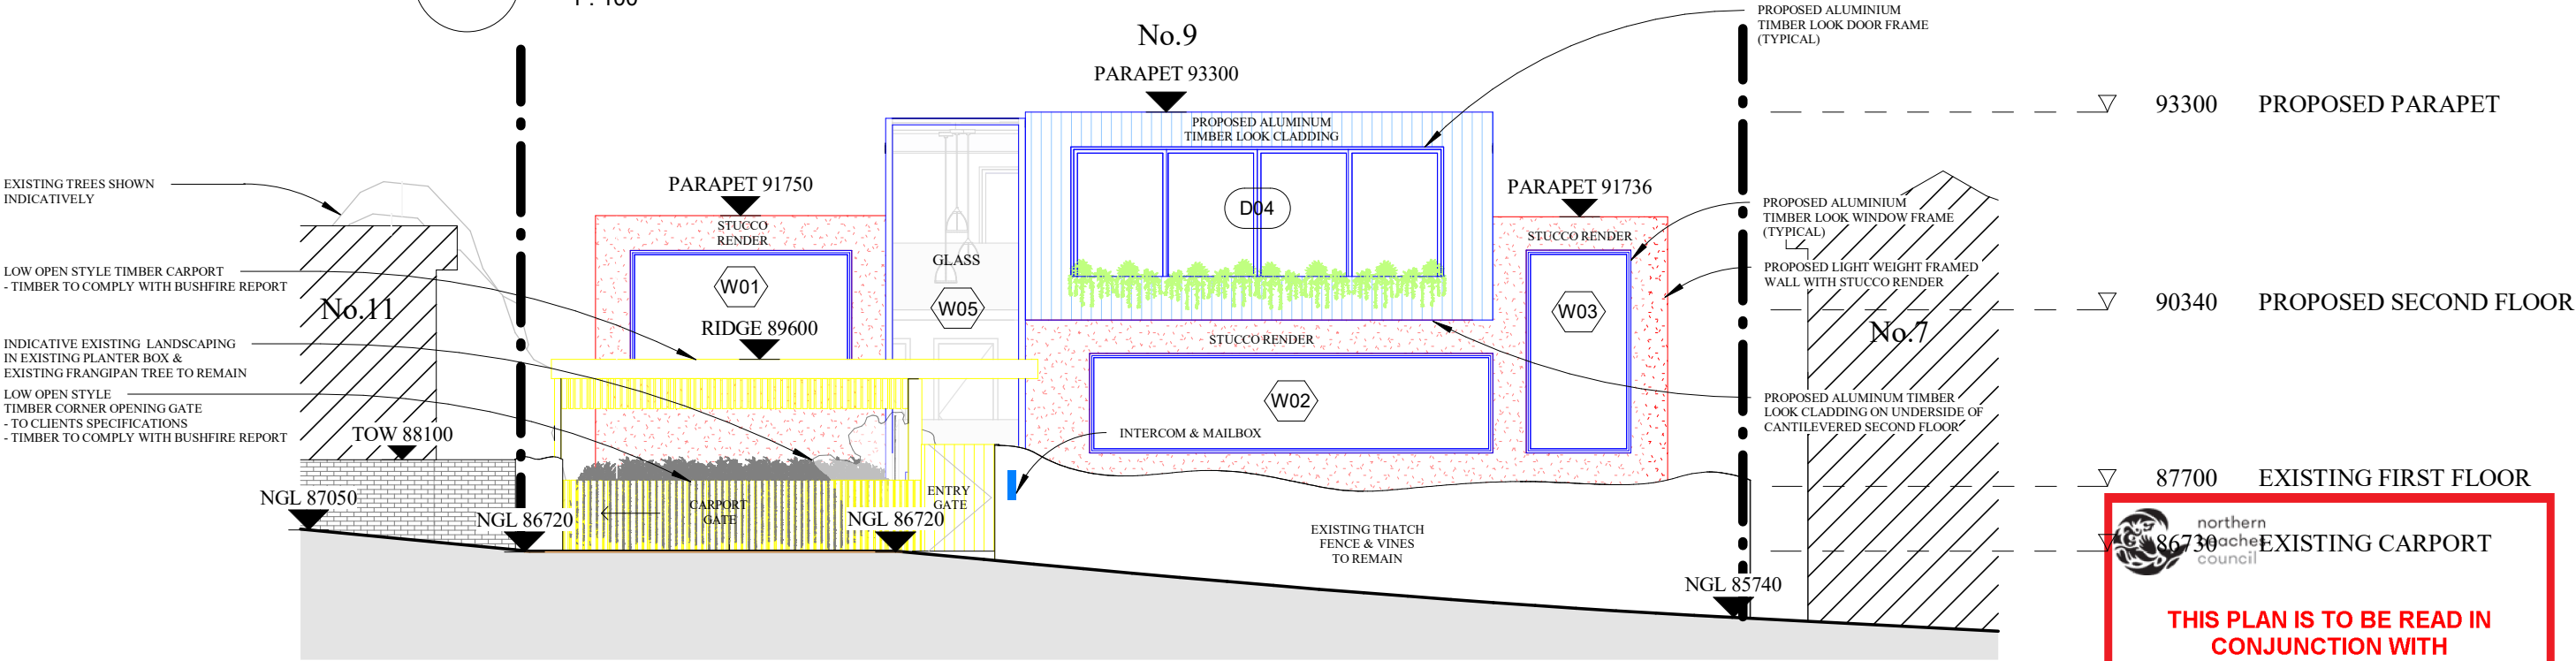 1 : 100
No.9
PARAPET 93300
PROPOSED ALUMINIUM
TIMBER LOOK DOOR FRAME
(TYPICAL)
93300 PROPOSED PARAPET
PROPOSED ALUMINUM
TIMBER LOOK CLADDING
EXISTING TREES SHOWN
INDICATIVELY
PARAPET 91750
STUCCO
RENDER
PARAPET 91736
STUCCO RENDER
D04
PROPOSED ALUMINIUM
TIMBER LOOK WINDOW FRAME
(TYPICAL)
LOW OPEN STYLE TIMBER CARPORT
- TIMBER TO COMPLY WITH BUSHFIRE REPORT
GLASS
W01
W05
W03
PROPOSED LIGHT WEIGHT FRAMED
WALL WITH STUCCO RENDER
90340 PROPOSED SECOND FLOOR
No.11
RIDGE 89600
STUCCO RENDER
No.7
INDICATIVE EXISTING LANDSCAPING
IN EXISTING PLANTER BOX &
EXISTING FRANGIPAN TREE TO REMAIN
LOW OPEN STYLE
TIMBER CORNER OPENING GATE
- TO CLIENTS SPECIFICATIONS
- TIMBER TO COMPLY WITH BUSHFIRE REPORT
W02
PROPOSED ALUMINUM TIMBER
LOOK CLADDING ON UNDERSIDE OF
CANTILEVERED SECOND FLOOR
TOW 88100
INTERCOM & MAILBOX
87700 EXISTING FIRST FLOOR
NGL 87050
NGL 86720
CARPORT
GATE
NGL 86720
ENTRY
GATE
EXISTING THATCH
FENCE & VINES
TO REMAIN
northern
beaches
council
86730 EXISTING CARPORT
NGL 85740
THIS PLAN IS TO BE READ IN
CONJUNCTION WITH